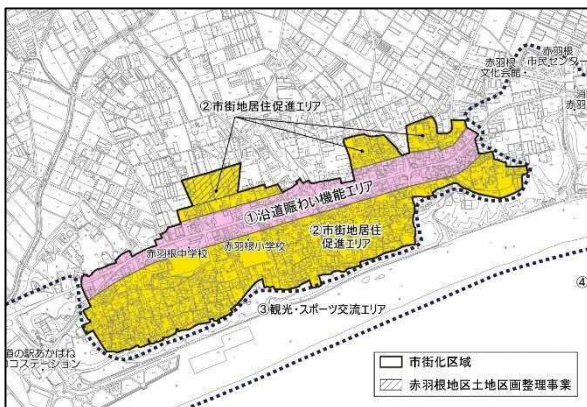 赤羽根
文化会館
赤羽根
市民センター
②市街地居住促進エリア
①沿道賑わい機能エリア
赤羽根中学校
赤羽根小学校
②市街地居住
促進エリア
③観光・スポーツ交流エリア
④
道の駅あかばね
コステーション
市街化区域
赤羽根地区土地区画整理事業